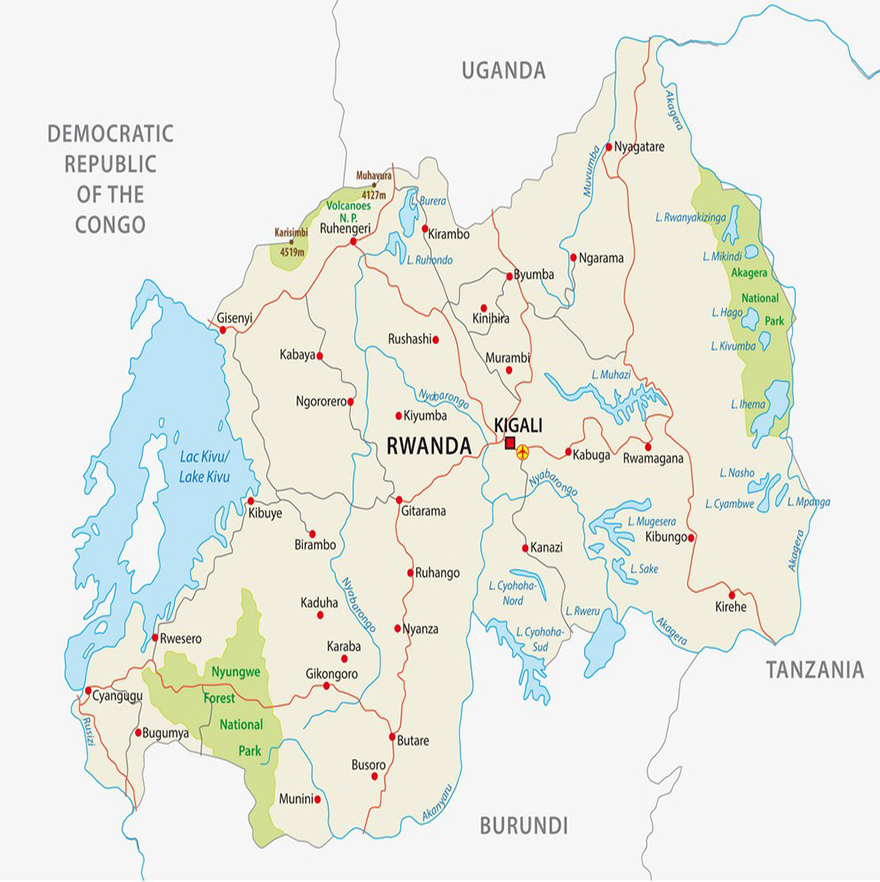 UGANDA
DEMOCRATIC
REPUBLIC
OF THE
CONGO
Akagera
Nyagatare
Muvumba
Muhavura
4127m
Volcanoes
N. P.
Burera
Karisimbi
4519m
Ruhengeri
Kirambo
L. Ruhondo
L. Rwanyakizinga
L. Mikindi
Ngarama
Byumba
Akagera
National
Park
L. Hago
L. Kivumba
L. Ihema
Gisenyi
Kinihira
Rushashi
Kabaya
Murambi
L. Muhazi
Ngororero
Nyabarongo
Kiyumba
KIGALI
RWANDA
Kabuga
Rwamagana
Lac Kivu/
Lake Kivu
Nyabarongo
L. Nasho
L. Cyambwe
L. Mpanga
Kibuye
Gitarama
L. Mugesera
Birambo
Kanazi
Kibungo
Akagera
Ruhango
L. Sake
Nyabarongo
L. Cyohoha-
Nord
Kaduha
L. Rweru
Kirehe
Rwesero
Nyanza
L. Cyohoha-
Sud
Akagera
Karaba
Gikongoro
TANZANIA
Nyungwe
Forest
National
Park
Cyangugu
Rusizi
Bugumya
Butare
Busoro
Munini
Akanyaru
BURUNDI